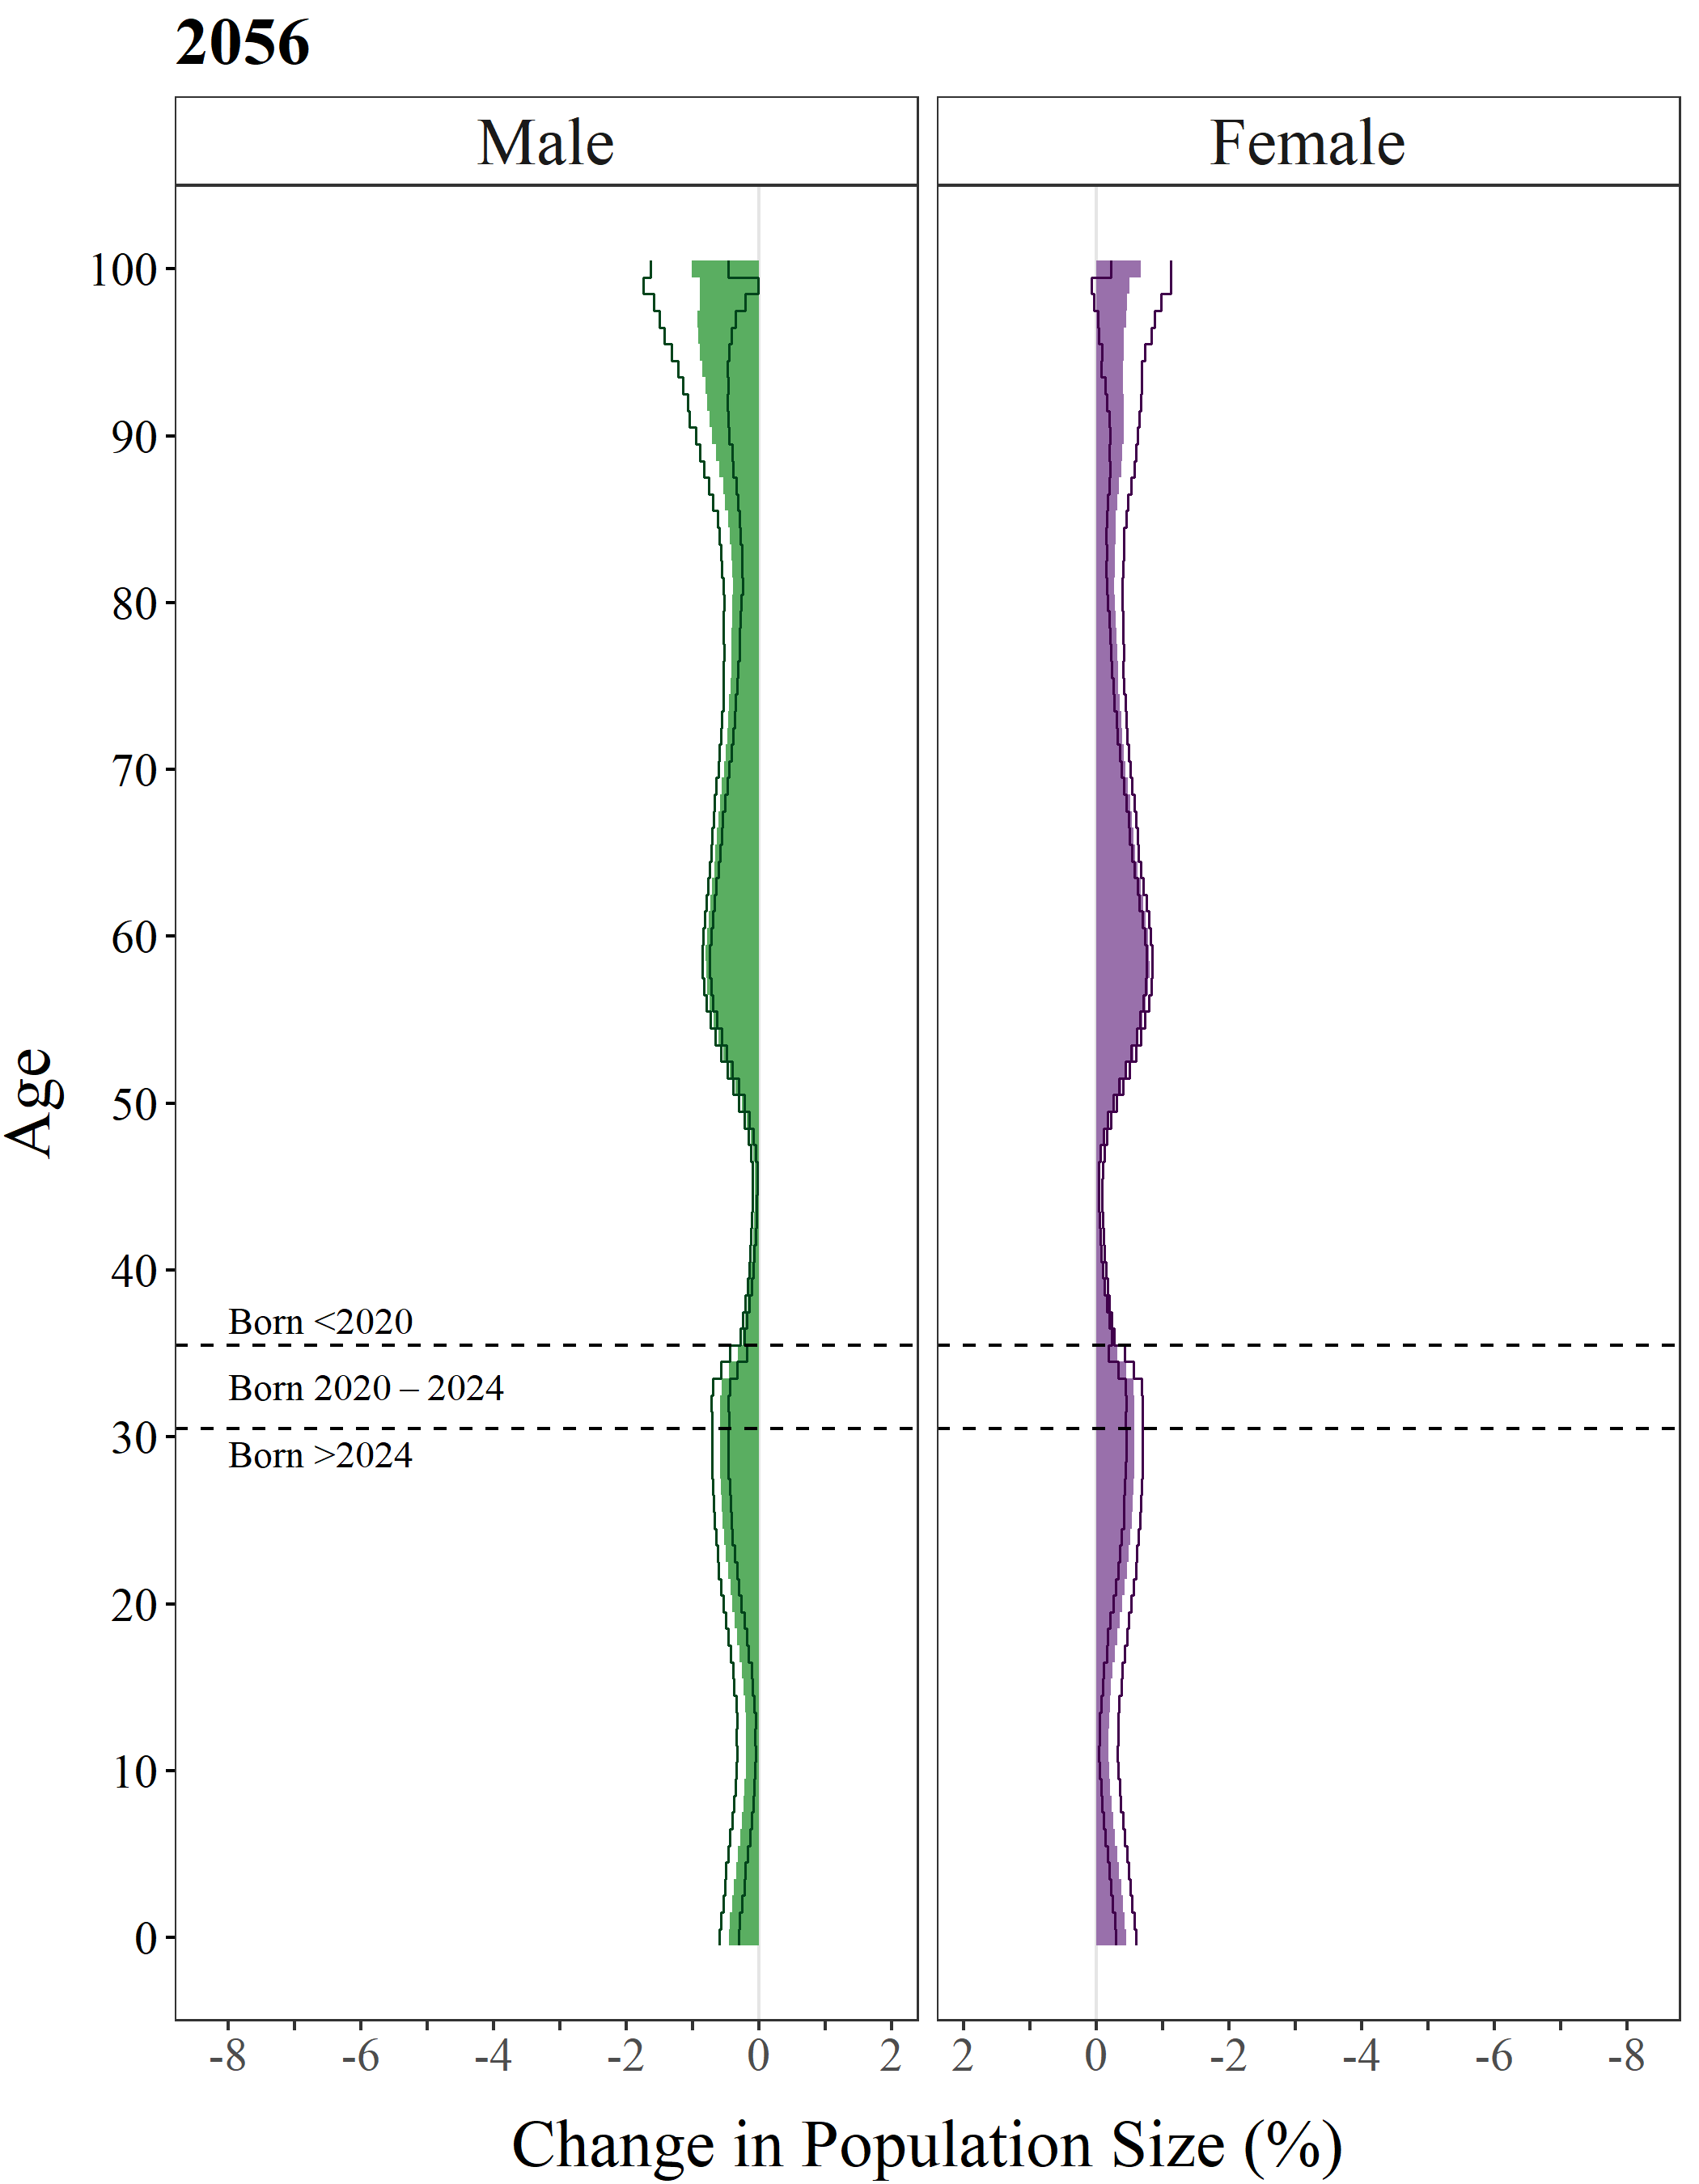 2056
Male Female
100
90
80
70
60
50
40
30
20
10
0
Age
Born <2020
Born 2020 – 2024
Born >2024
-8 -6 -4 -2 0 2 2 0 -2 -4 -6 -8
Change in Population Size (%)